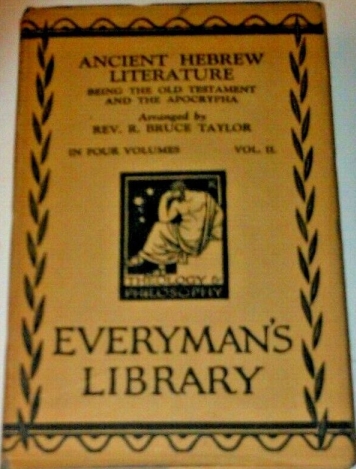 ANCIENT HEBREW
LITERATURE
BEING THE OLD TESTAMENT
AND THE APOCRYPHA
Arranged by
REV. R. BRUCE TAYLOR
IN FOUR VOLUMES VOL. II.
THEOLOGY &
PHILOSOPHY
EVERYMAN'S
LIBRARY